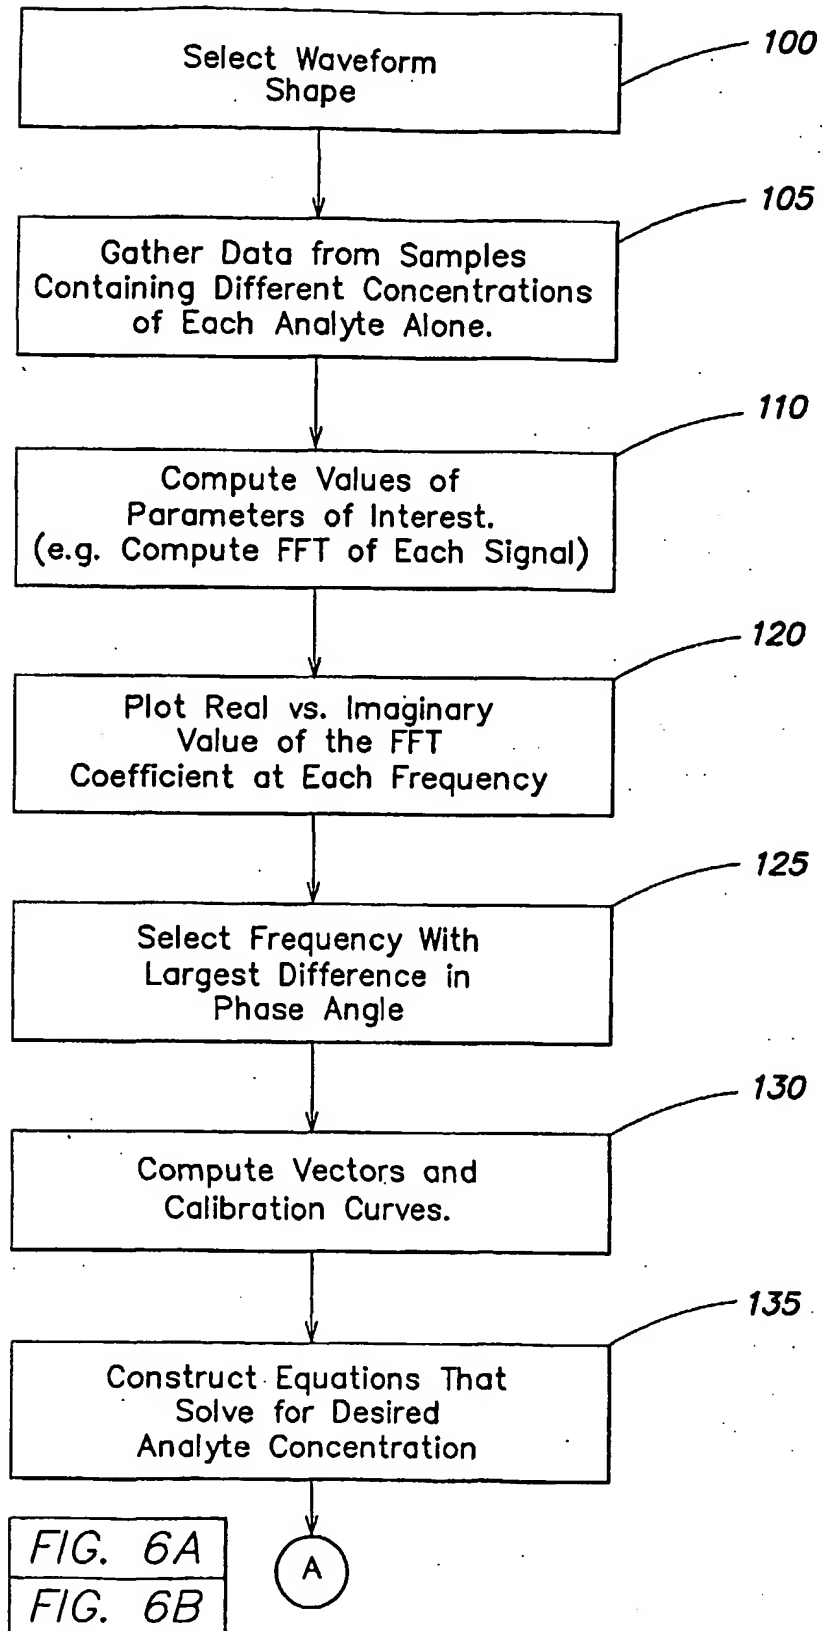 Select Waveform
Shape
100
Gather Data from Samples
Containing Different Concentrations
of Each Analyte Alone.
105
Compute Values of
Parameters of Interest.
(e.g. Compute FFT of Each Signal)
110
Plot Real vs. Imaginary
Value of the FFT
Coefficient at Each Frequency
120
Select Frequency With
Largest Difference in
Phase Angle
125
Compute Vectors and
Calibration Curves.
130
Construct Equations That
Solve for Desired
Analyte Concentration
135
A
FIG. 6A
FIG. 6B